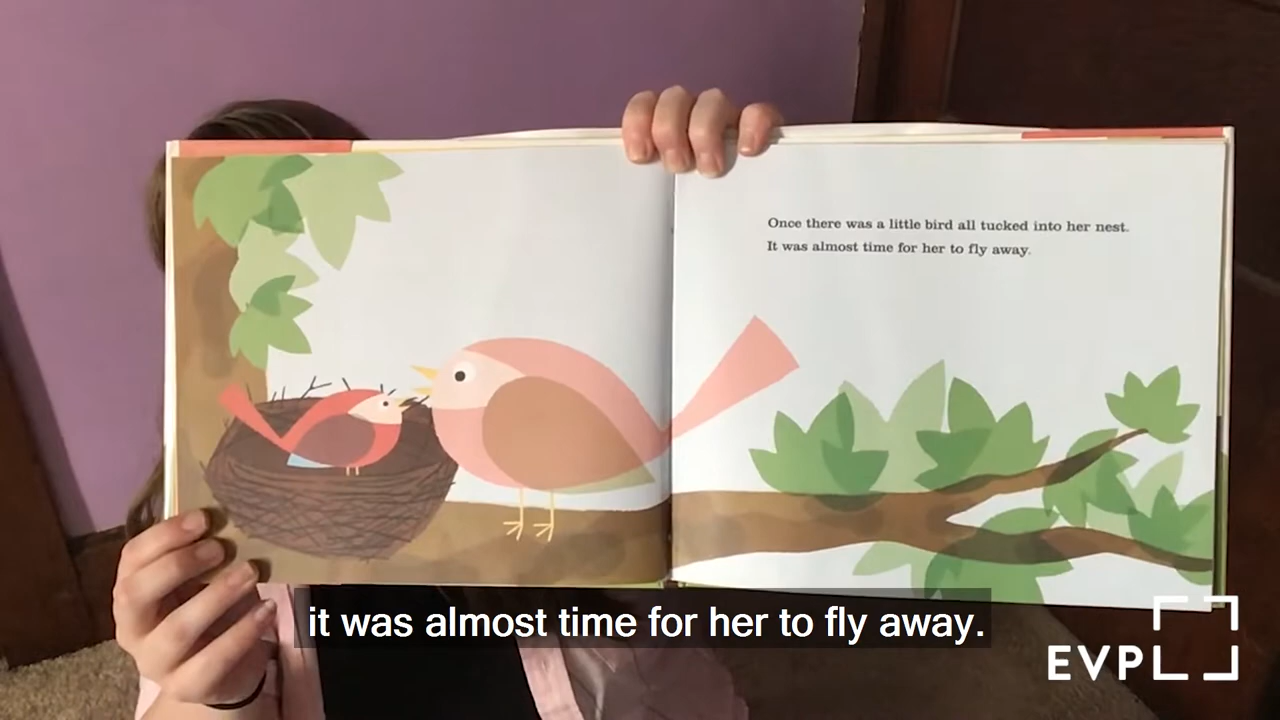 Once there was a little bird all tucked into her nest.
It was almost time for her to fly away.
it was almost time for her to fly away.
EVPL